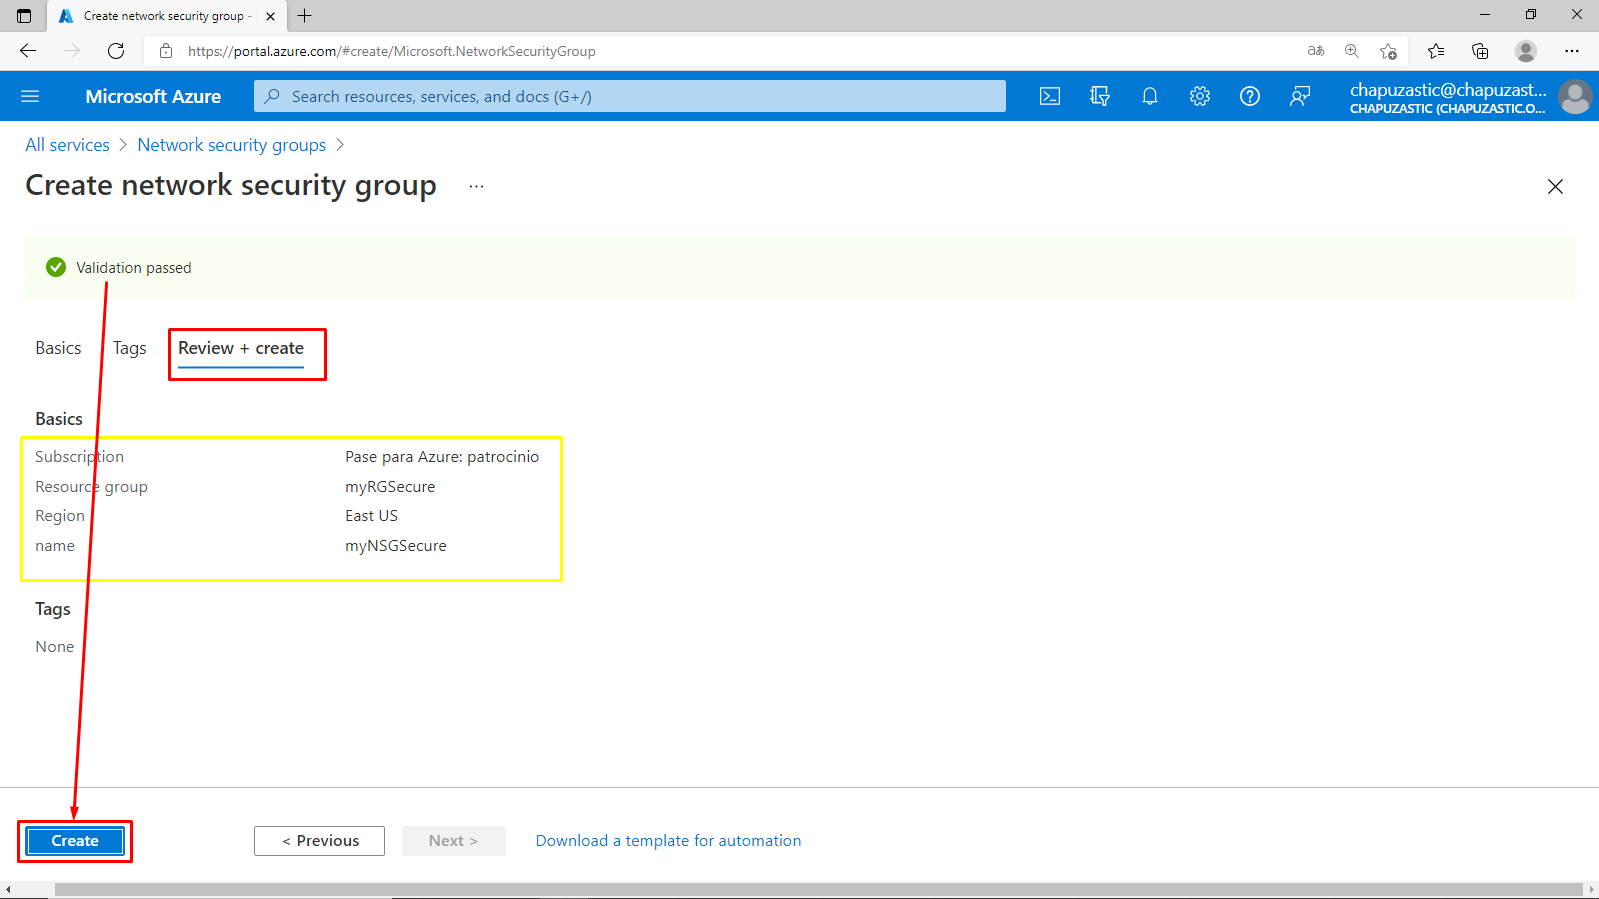 Create network security group -
https://portal.azure.com/#create/Microsoft.NetworkSecurityGroup
aあ
Microsoft Azure
Search resources, services, and docs (G+/)
chapuzastic@chapuzast...
CHAPUZASTIC (CHAPUZASTIC.O...
All services > Network security groups >
Create network security group ...
Validation passed
Basics Tags Review + create
Basics
Subscription Pase para Azure: patrocinio
Resource group myRGSecure
Region East US
name myNSGSecure
Tags
None
Create < Previous Next > Download a template for automation